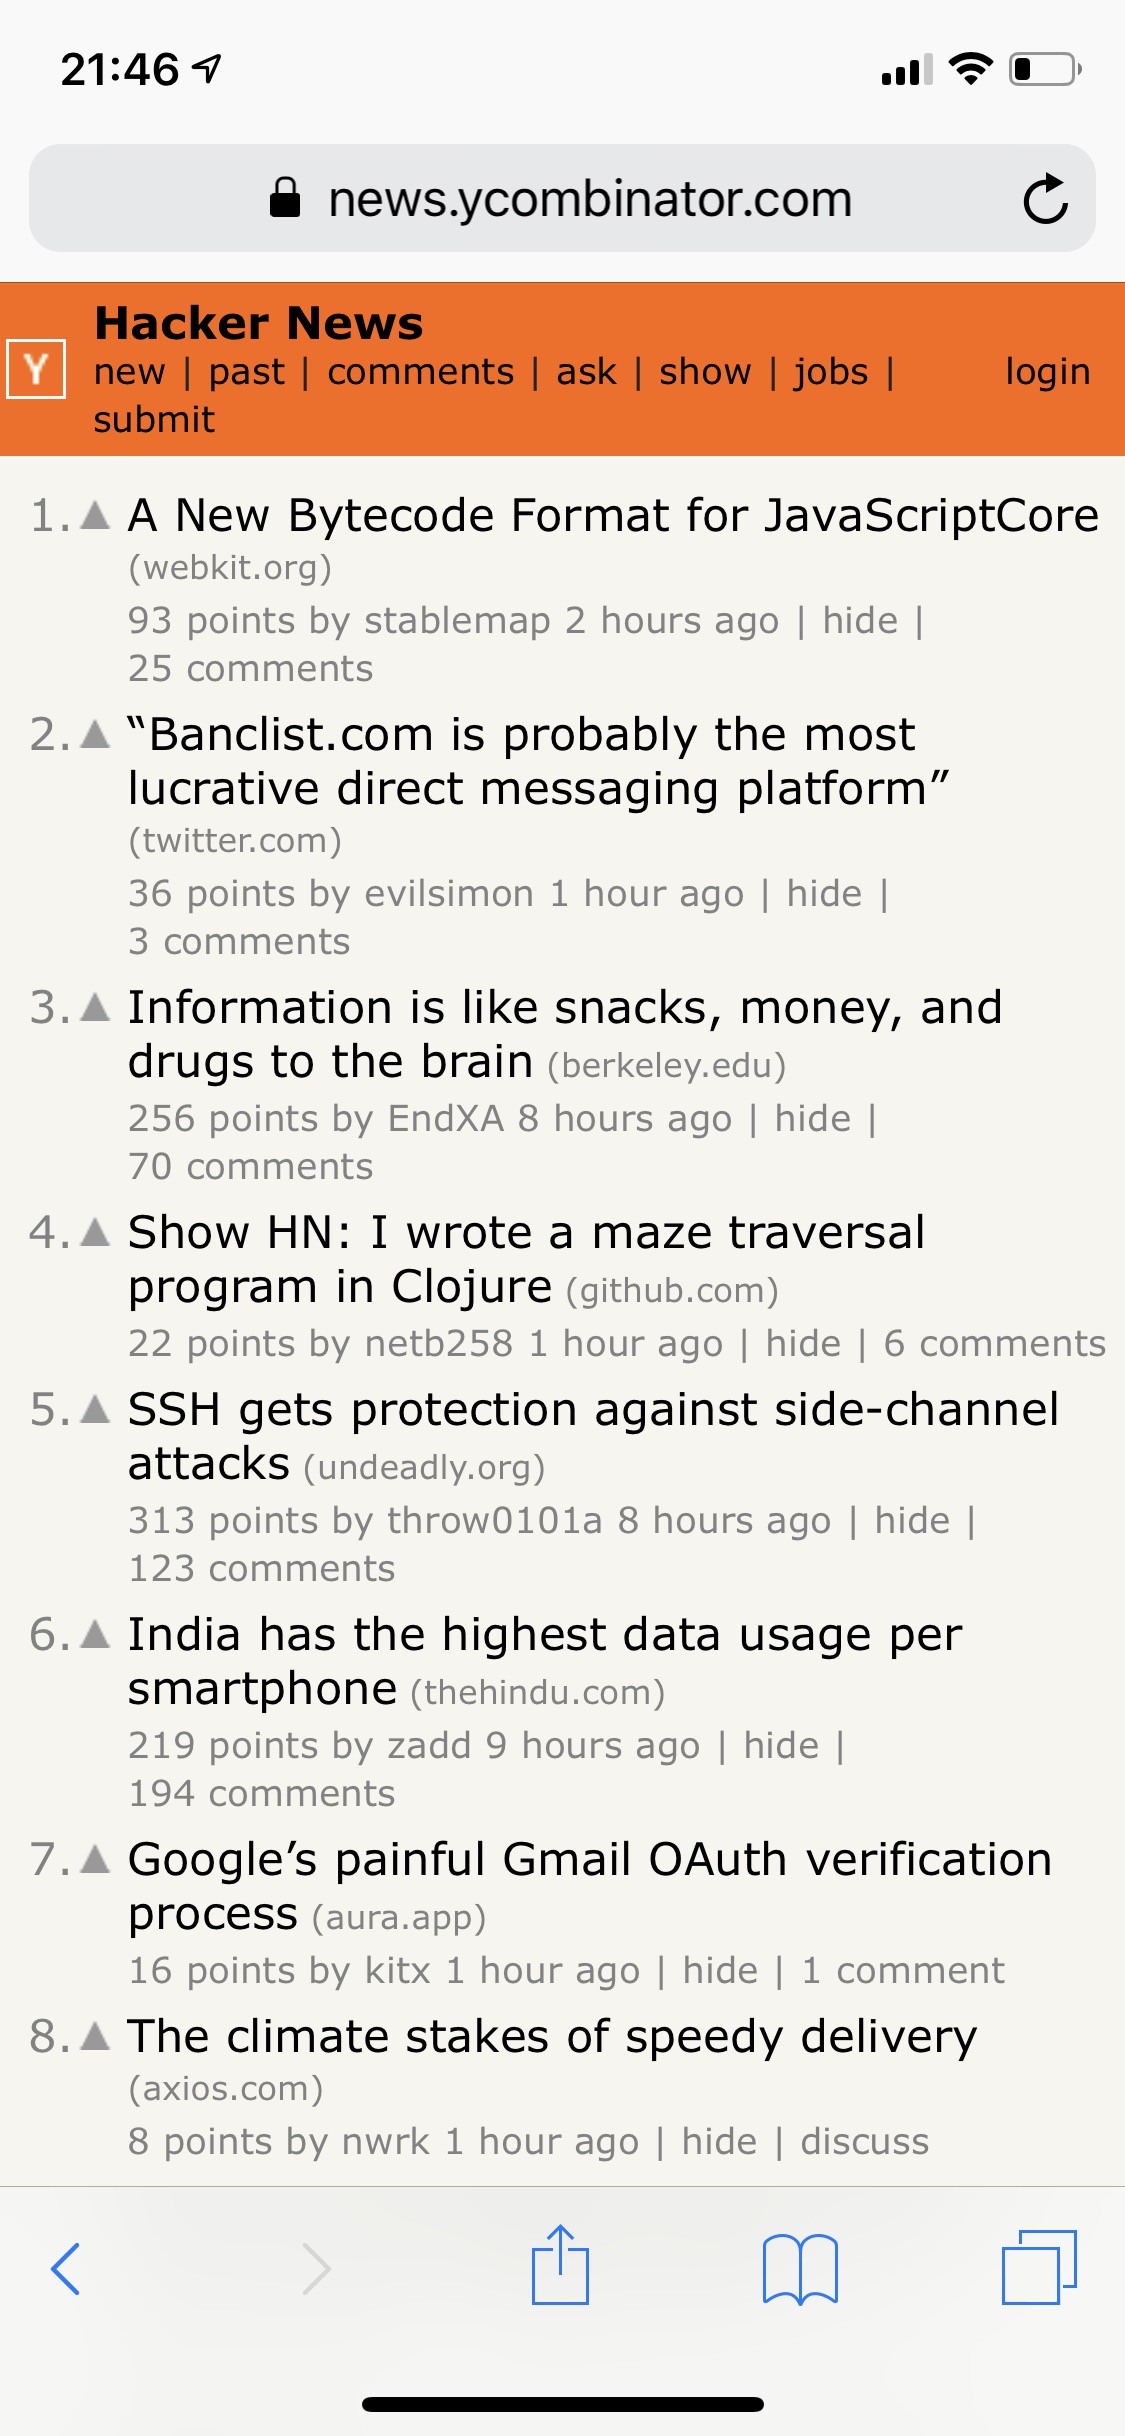 21:46
news.ycombinator.com
Hacker News
Y
new | past | comments | ask | show | jobs | login
submit
1. A New Bytecode Format for JavaScriptCore
(webkit.org)
93 points by stablemap 2 hours ago | hide |
25 comments
2. “Banclist.com is probably the most
lucrative direct messaging platform”
(twitter.com)
36 points by evilsimon 1 hour ago | hide |
3 comments
3. Information is like snacks, money, and
drugs to the brain (berkeley.edu)
256 points by EndXA 8 hours ago | hide |
70 comments
4. Show HN: I wrote a maze traversal
program in Clojure (github.com)
22 points by netb258 1 hour ago | hide | 6 comments
5. SSH gets protection against side-channel
attacks (undeadly.org)
313 points by throw0101a 8 hours ago | hide |
123 comments
6. India has the highest data usage per
smartphone (thehindu.com)
219 points by zadd 9 hours ago | hide |
194 comments
7. Google’s painful Gmail OAuth verification
process (aura.app)
16 points by kitx 1 hour ago | hide | 1 comment
8. The climate stakes of speedy delivery
(axios.com)
8 points by nwrk 1 hour ago | hide | discuss